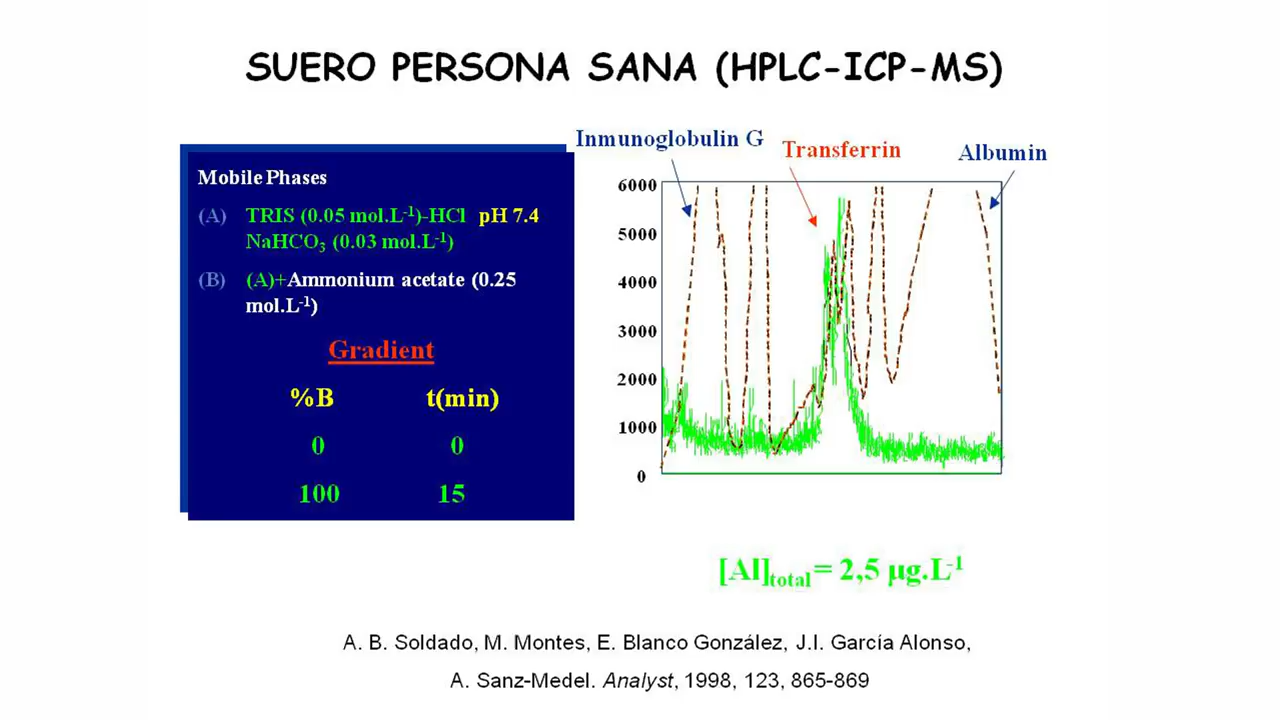 SUERO PERSONA SANA (HPLC-ICP-MS)
Mobile Phases
(A) TRIS (0.05 mol.L-1)-HCl pH 7.4
NaHCO3 (0.03 mol.L-1)
(B) (A)+Ammonium acetate (0.25
mol.L-1)
Gradient
%B t(min)
0 0
100 15
Inmunoglobulin G
Transferrin
Albumin
6000
5000
4000
3000
2000
1000
0
[Al]total = 2,5 µg.L-1
A. B. Soldado, M. Montes, E. Blanco González, J.I. García Alonso,
A. Sanz-Medel. Analyst, 1998, 123, 865-869